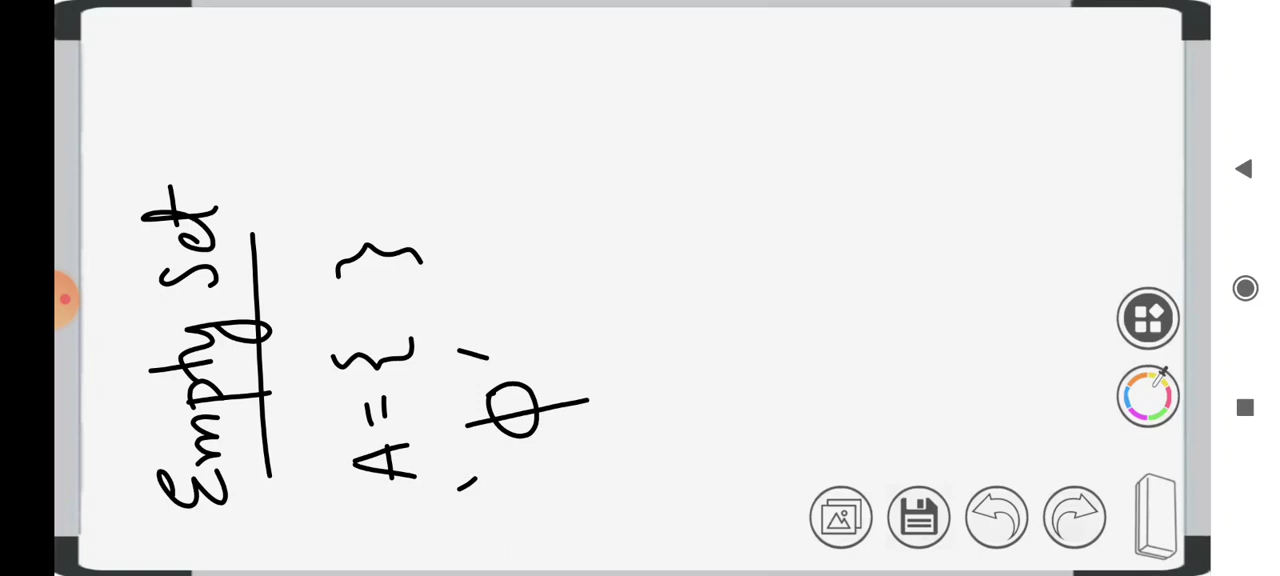 Empty Set
A = { }
' ϕ '